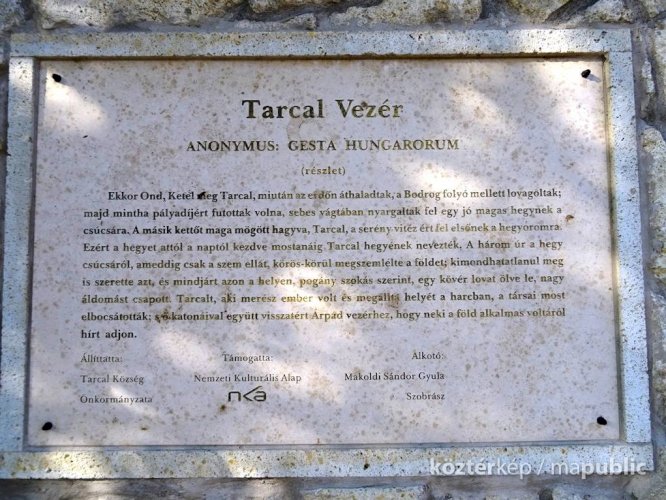 Tarcal Vezér
ANONYMUS: GESTA HUNGARORUM
(részlet)
Ekkor Ond, Ketel meg Tarcal, miután az erdőn áthaladtak, a Bodrog folyó mellett lovagoltak;
majd mintha pályadíjért futottak volna, sebes vágtában nyargaltak fel egy jó magas hegynek a
csúcsára. A másik kettőt maga mögött hagyva, Tarcal, a serény vitéz ért fel elsőnek a hegyoromra.
Ezért a hegyet attól a naptól kezdve mostanáig Tarcal hegyének nevezték. A három úr a hegy
csúcsáról, ameddig csak a szem ellát, körös-körül megszemlélte a földet; kimondhatatlanul meg
is szerette azt, és mindjárt azon a helyen, pogány szokás szerint, egy kövér lovat ölve le, nagy
áldomást csapott. Tarcalt, aki merész ember volt és megállta helyét a harcban, a társai most
elbocsátották; s ő katonáival együtt visszatért Árpád vezérhez, hogy neki a föld alkalmas voltáról
hírt adjon.
Állíttatta: Támogatta: Alkotó:
Tarcal Község Nemzeti Kulturális Alap Makoldi Sándor Gyula
Önkormányzata nka Szobrász
köztérkép / mapublic